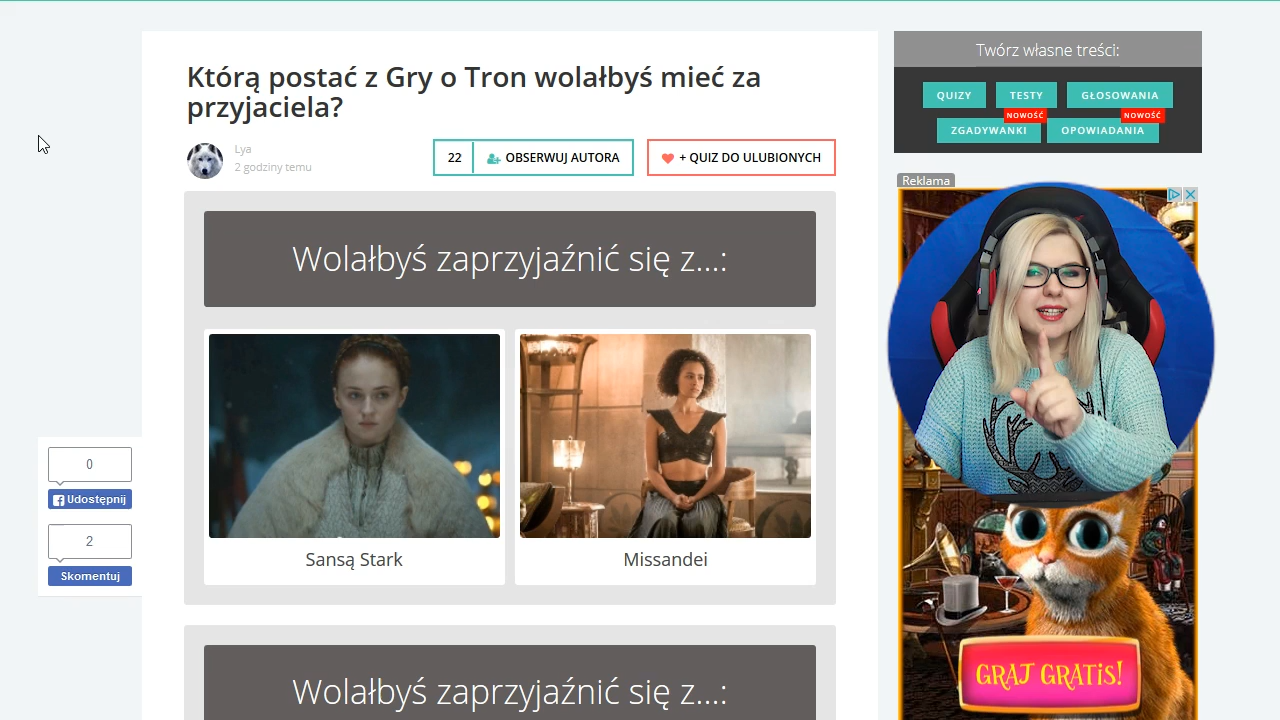 Którą postać z Gry o Tron wolałbyś mieć za
przyjaciela?
Lya
2 godziny temu
22
OBSERWUJ AUTORA
+ QUIZ DO ULUBIONYCH
Wolałbyś zaprzyjaźnić się z...:
Sansą Stark
Missandei
Wolałbyś zaprzyjaźnić się z...:
0
Udostępnij
2
Skomentuj
Twórz własne treści:
QUIZY
TESTY
GŁOSOWANIA
NOWOŚĆ
NOWOŚĆ
ZGADYWANKI
OPOWIADANIA
Reklama
GRAJ GRATIS!